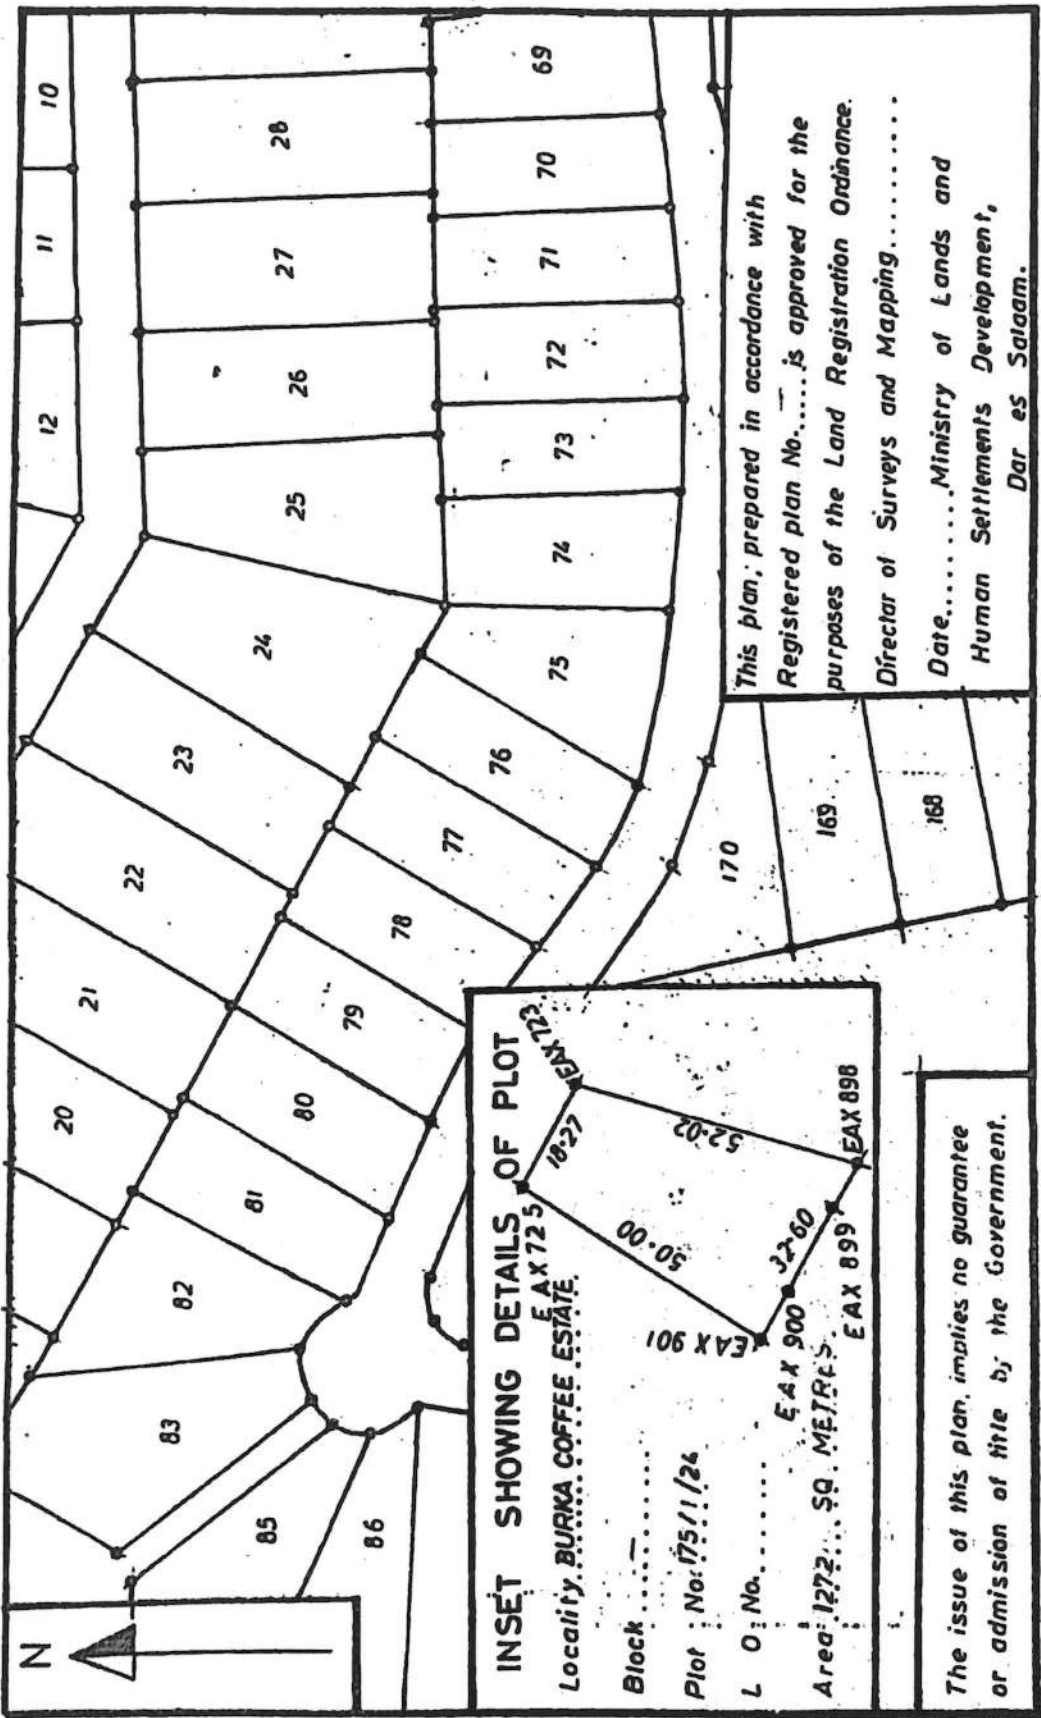 N
10
11
12
20
21
22
23
24
25
26
27
28
69
70
71
72
73
74
75
76
77
78
79
80
81
82
83
85
86
170
169
168
INSET SHOWING DETAILS OF PLOT
Locality BURKA COFFEE ESTATE.
Block ....—........
Plot : No: 175/1/24
L O: No.........
Area: 1272 SQ. METRES.
EAX 723
EAX 725
18·27
52·02
50·00
32·60
EAX 901
EAX 900
EAX 899
EAX 898
This plan, prepared in accordance with
Registered plan No..—..is approved for the
purposes of the Land Registration Ordinance.
Director of Surveys and Mapping...........
Date.........Ministry of Lands and
Human Settlements Development,
Dar es Salaam.
The issue of this plan, implies no guarantee
or admission of title by the Government.